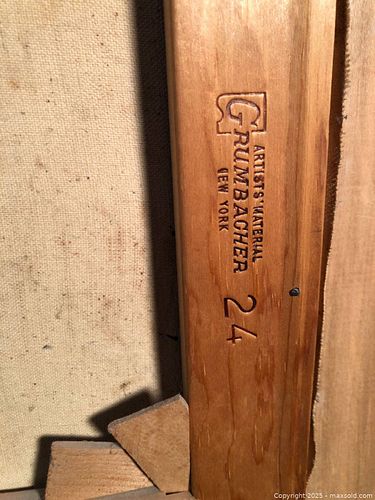 ARTISTS' MATERIAL
GRUMBACHER
NEW YORK
24
Copyright © 2025 - maxsold.com